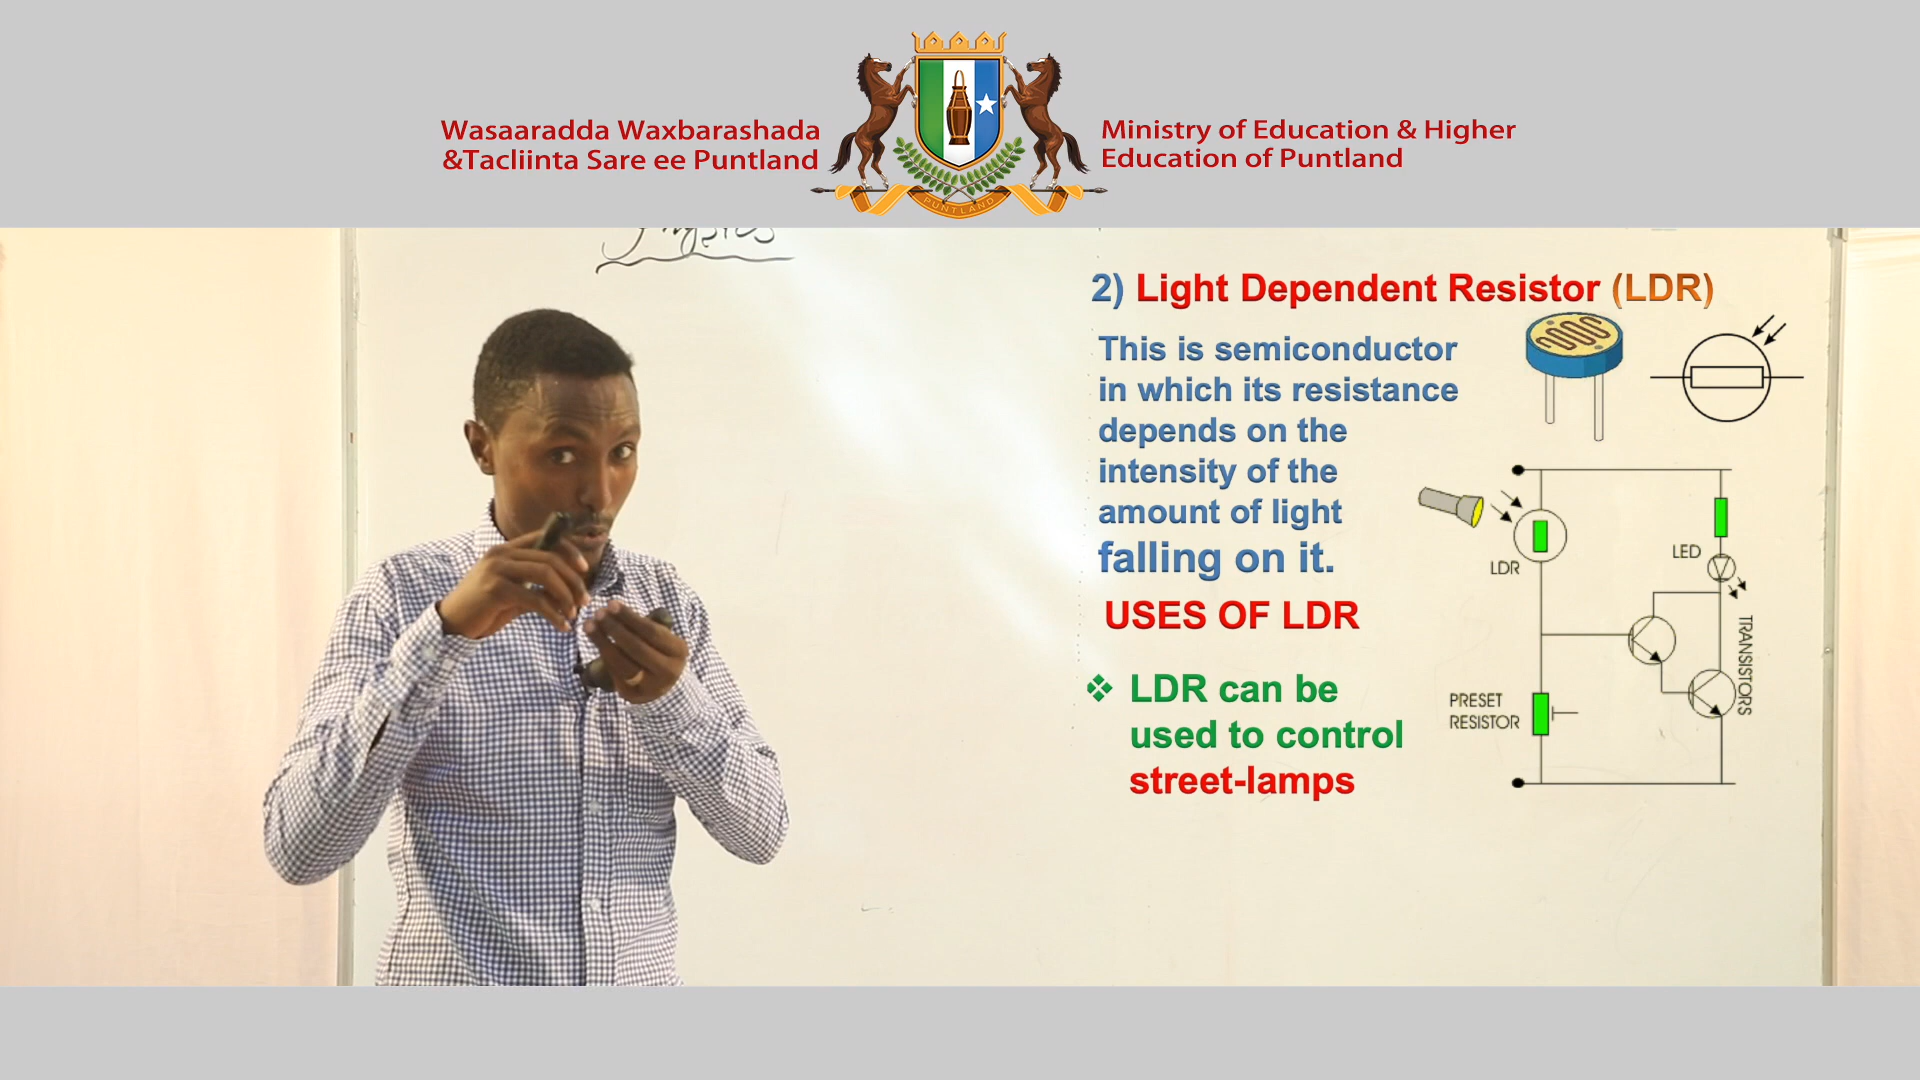 Wasaaradda Waxbarashada
&Tacliinta Sare ee Puntland
Ministry of Education & Higher
Education of Puntland
PUNTLAND
Physics
2) Light Dependent Resistor (LDR)
This is semiconductor
in which its resistance
depends on the
intensity of the
amount of light
falling on it.
USES OF LDR
❖ LDR can be
used to control
street-lamps
LDR
LED
TRANSISTORS
PRESET
RESISTOR